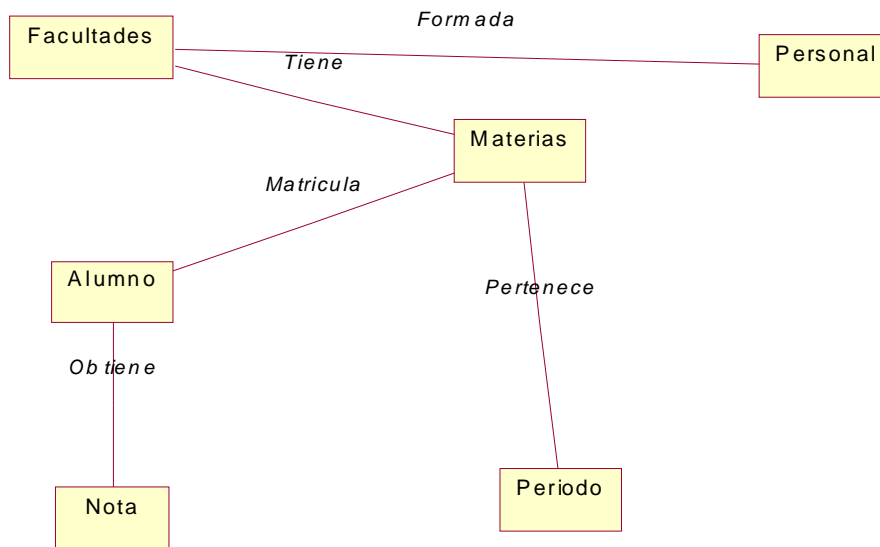 Formada
Facultades
Personal
Tiene
Materias
Matricula
Alumno
Pertenece
Obtiene
Periodo
Nota